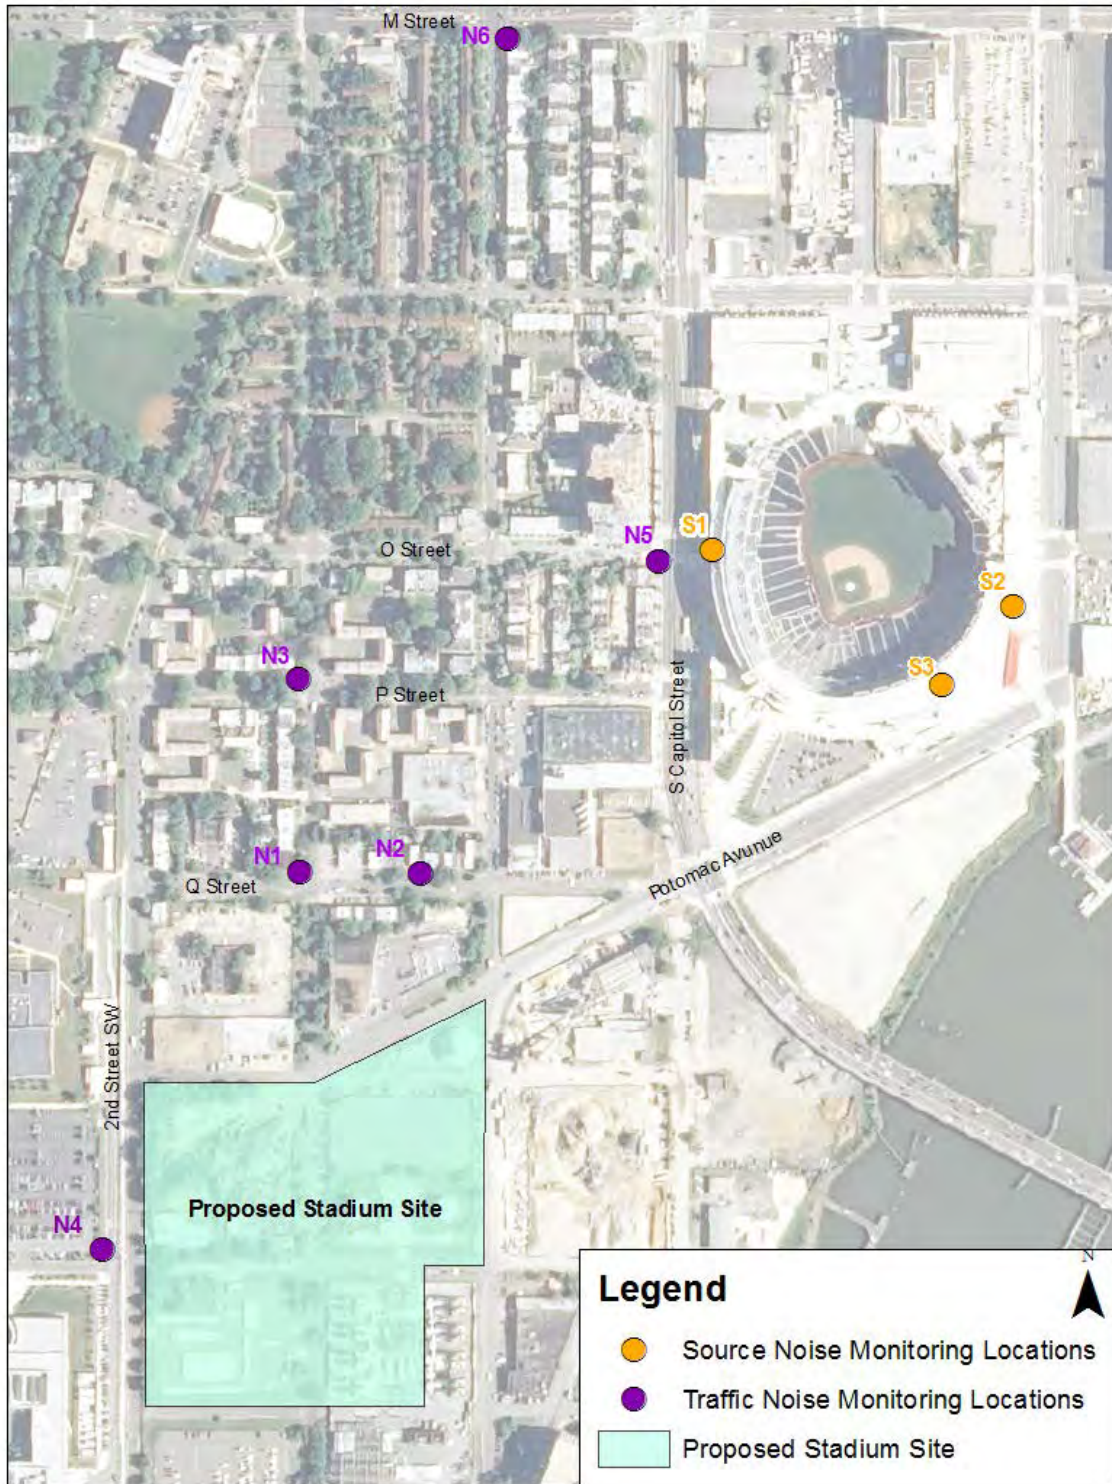 M Street
N6
S1
N5
O Street
S2
N3
S3
P Street
S Capitol Street
N1
N2
Q Street
Potomac Avunue
2nd Street SW
Proposed Stadium Site
N4
N
Legend
Source Noise Monitoring Locations
Traffic Noise Monitoring Locations
Proposed Stadium Site